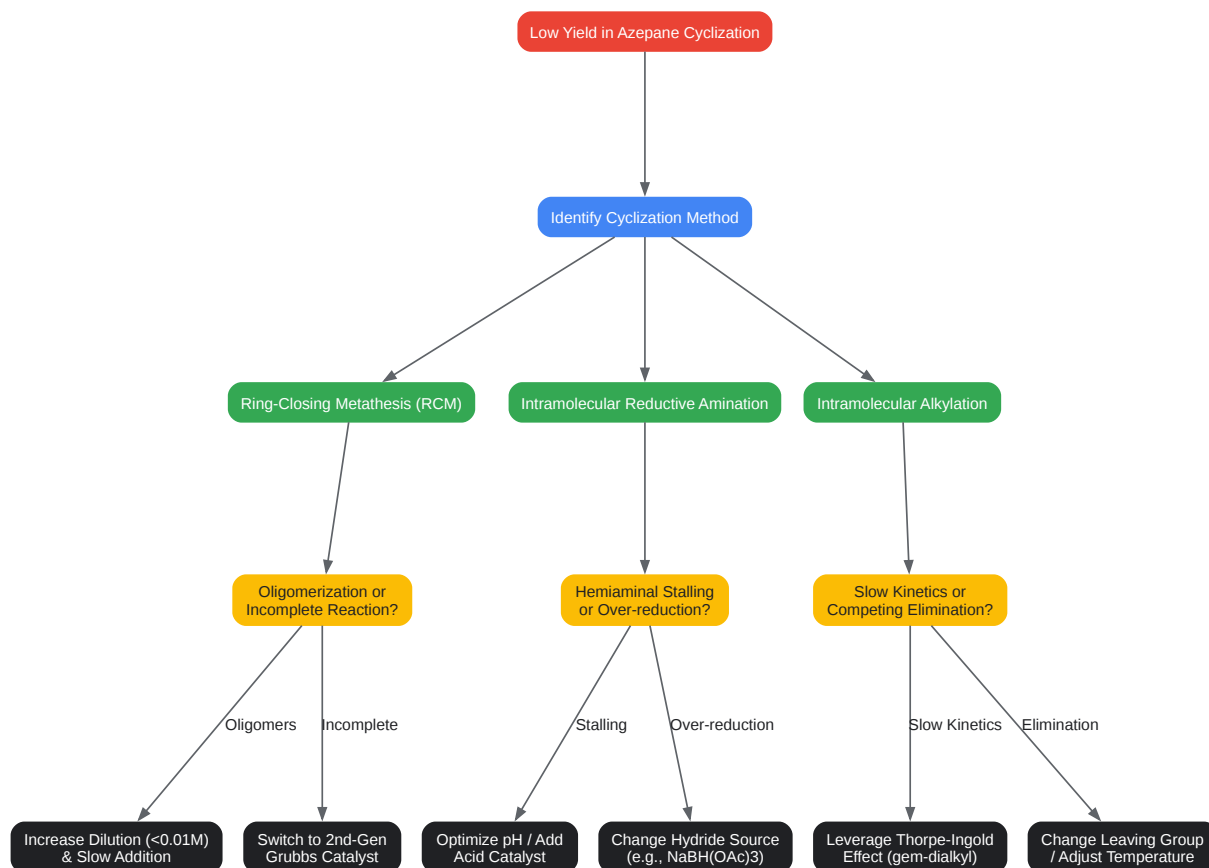 Low Yield in Azepane Cyclization
Identify Cyclization Method
Ring-Closing Metathesis (RCM)
Intramolecular Reductive Amination
Intramolecular Alkylation
Oligomerization or
Incomplete Reaction?
Hemiaminal Stalling
or Over-reduction?
Slow Kinetics or
Competing Elimination?
Oligomers
Incomplete
Stalling
Over-reduction
Slow Kinetics
Elimination
Increase Dilution (<0.01M)
& Slow Addition
Switch to 2nd-Gen
Grubbs Catalyst
Optimize pH / Add
Acid Catalyst
Change Hydride Source
(e.g., NaBH(OAc)3)
Leverage Thorpe-Ingold
Effect (gem-dialkyl)
Change Leaving Group
/ Adjust Temperature